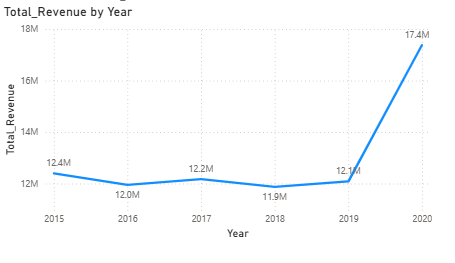 Total_Revenue by Year
18M
17.4M
16M
14M
12M
12.4M
12.0M
12.2M
11.9M
12.1M
Total_Revenue
2015 2016 2017 2018 2019 2020
Year